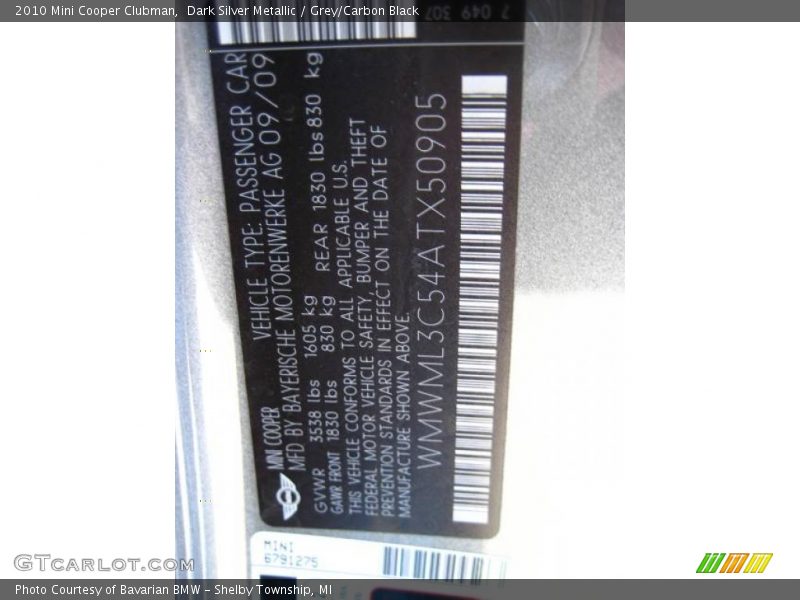 2010 Mini Cooper Clubman,  Dark Silver Metallic / Grey/Carbon Black
MINI COOPER VEHICLE TYPE: PASSENGER CAR
MFD BY BAYERISCHE MOTORENWERKE AG 09/09
GVWR 3538 lbs 1605 kg
GAWR FRONT 1830 lbs 830 kg REAR 1830 lbs 830 kg
THIS VEHICLE CONFORMS TO ALL APPLICABLE U.S.
FEDERAL MOTOR VEHICLE SAFETY, BUMPER AND THEFT
PREVENTION STANDARDS IN EFFECT ON THE DATE OF
MANUFACTURE SHOWN ABOVE.
WMWML3C54ATX50905
MINI
6791275
GTCarLot.com
Photo Courtesy of Bavarian BMW – Shelby Township, MI